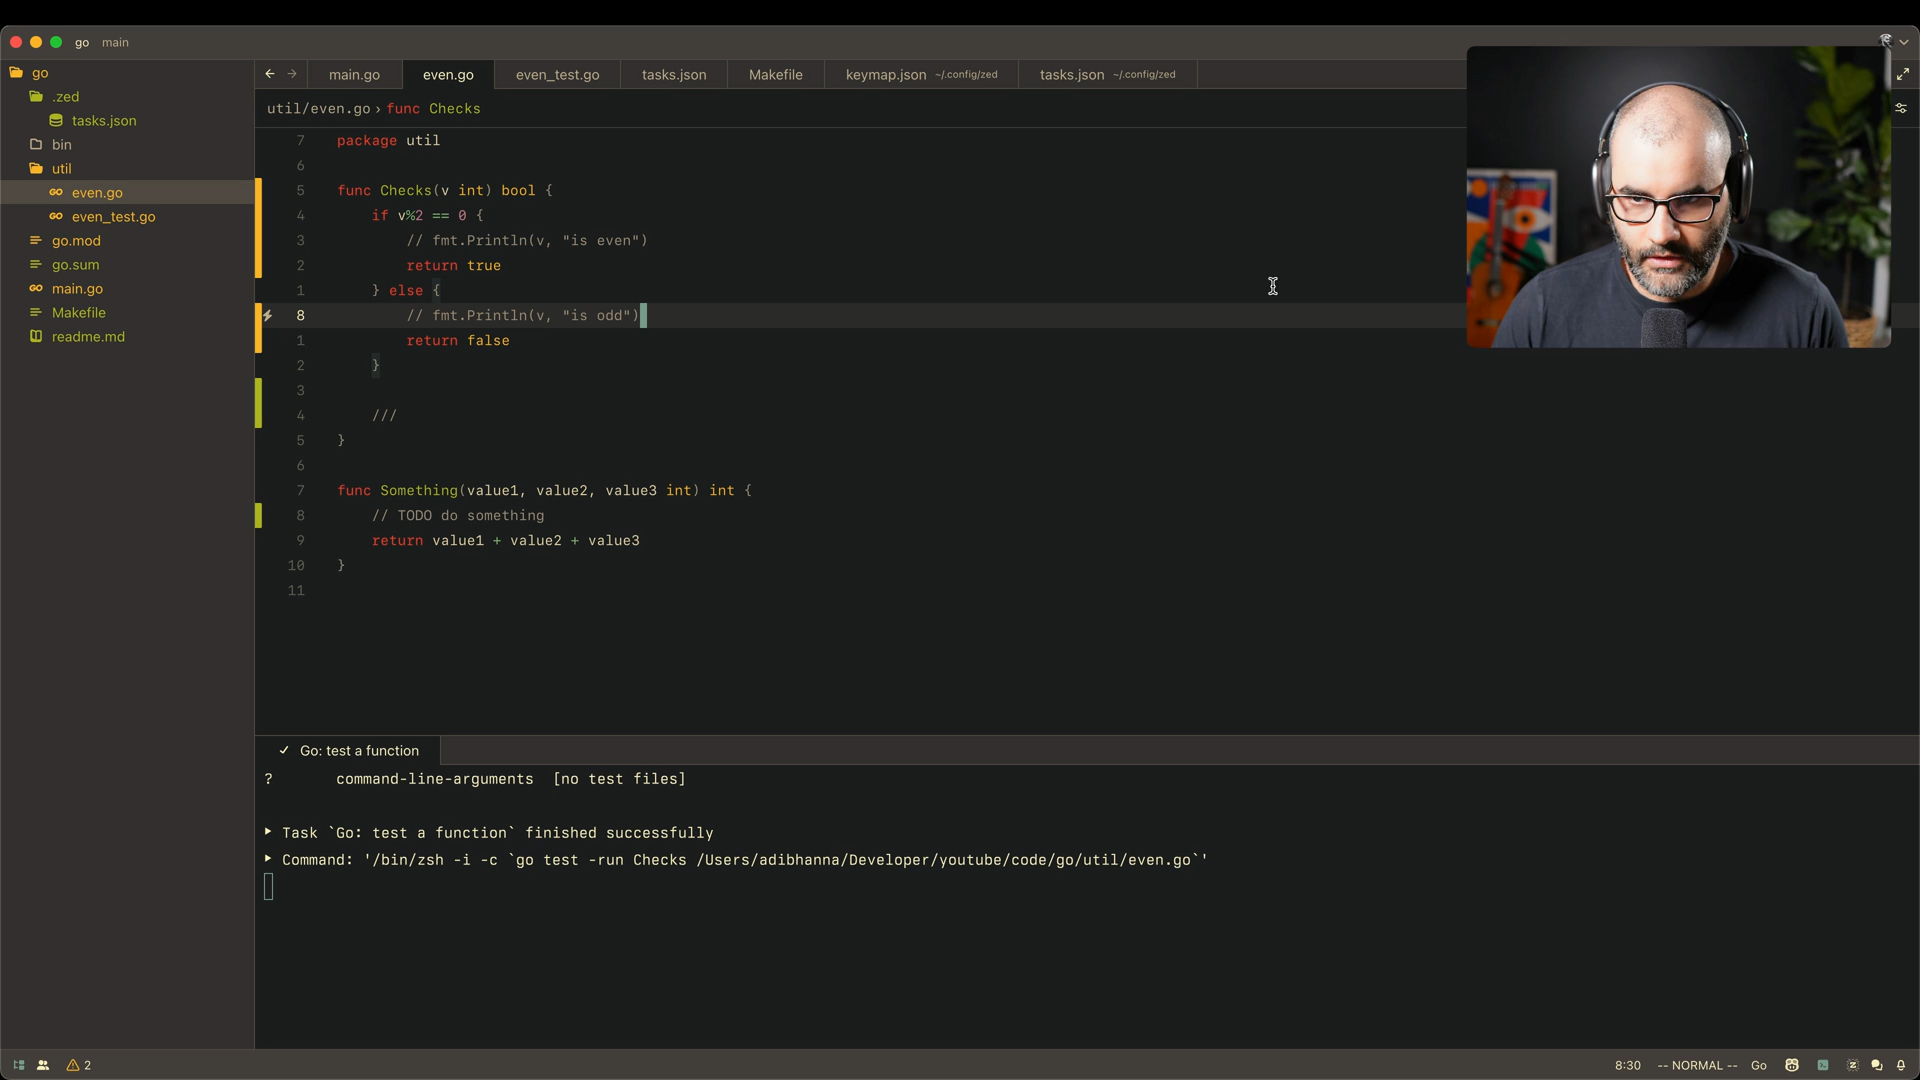 go main
go
.zed
tasks.json
bin
util
even.go
even_test.go
go.mod
go.sum
main.go
Makefile
readme.md
main.go even.go even_test.go tasks.json Makefile keymap.json ~/.config/zed tasks.json ~/.config/zed
util/even.go › func Checks
7 package util
6
5 func Checks(v int) bool {
4 if v%2 == 0 {
3 // fmt.Println(v, "is even")
2 return true
1 } else {
8 // fmt.Println(v, "is odd")
1 return false
2 }
3
4 ///
5 }
6
7 func Something(value1, value2, value3 int) int {
8 // TODO do something
9 return value1 + value2 + value3
10 }
11
✓ Go: test a function
? command-line-arguments [no test files]
Task `Go: test a function` finished successfully
Command: '/bin/zsh -i -c `go test -run Checks /Users/adibhanna/Developer/youtube/code/go/util/even.go`'
2 8:30 -- NORMAL -- Go